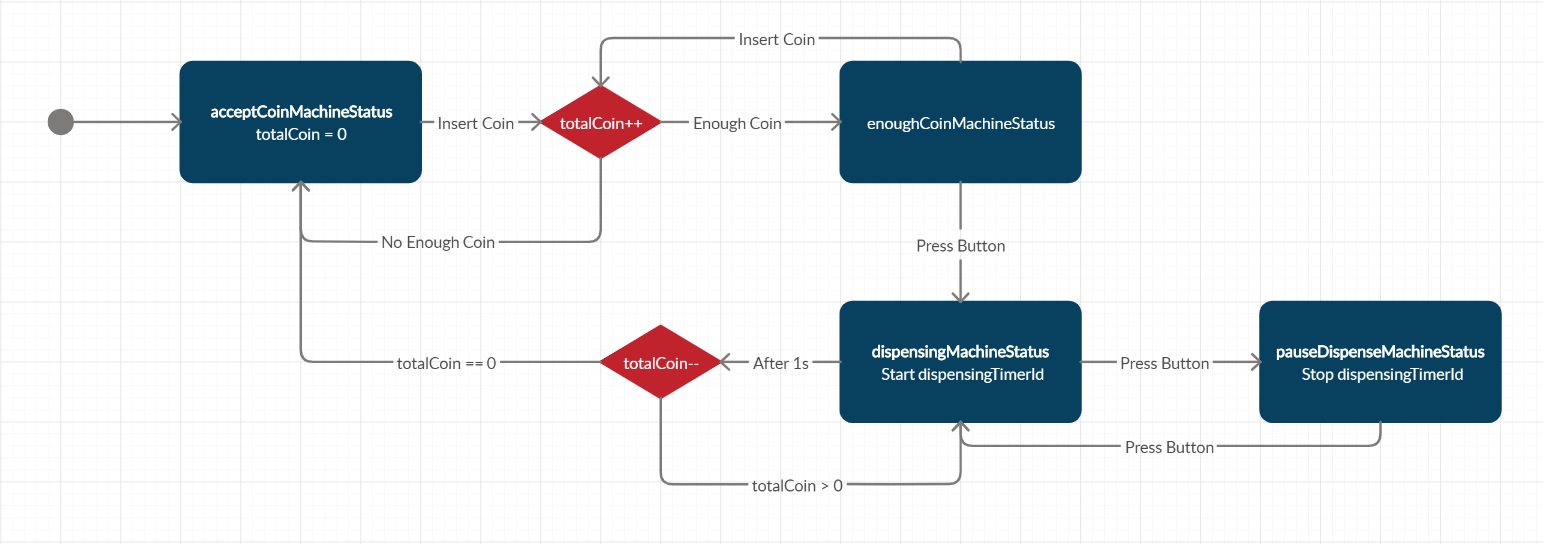 Insert Coin
acceptCoinMachineStatus
totalCoin = 0
Insert Coin
totalCoin++
Enough Coin
enoughCoinMachineStatus
No Enough Coin
Press Button
totalCoin == 0
totalCoin--
After 1s
dispensingMachineStatus
Start dispensingTimerId
Press Button
pauseDispenseMachineStatus
Stop dispensingTimerId
Press Button
totalCoin > 0